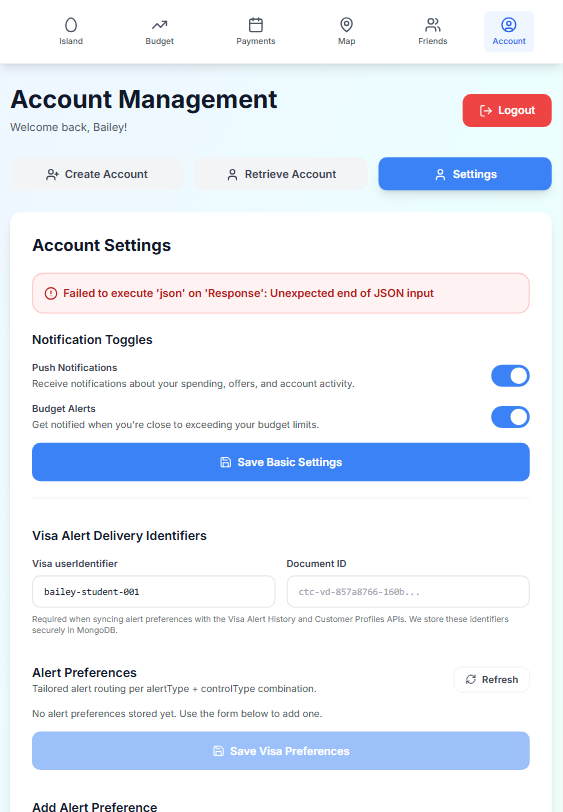 Island
Budget
Payments
Map
Friends
Account
Account Management
Welcome back, Bailey!
Logout
Create Account
Retrieve Account
Settings
Account Settings
Failed to execute 'json' on 'Response': Unexpected end of JSON input
Notification Toggles
Push Notifications
Receive notifications about your spending, offers, and account activity.
Budget Alerts
Get notified when you're close to exceeding your budget limits.
Save Basic Settings
Visa Alert Delivery Identifiers
Visa userIdentifier
Document ID
bailey-student-001
ctc-vd-857a8766-160b...
Required when syncing alert preferences with the Visa Alert History and Customer Profiles APIs. We store these identifiers
securely in MongoDB.
Alert Preferences
Tailored alert routing per alertType + controlType combination.
Refresh
No alert preferences stored yet. Use the form below to add one.
Save Visa Preferences
Add Alert Preference